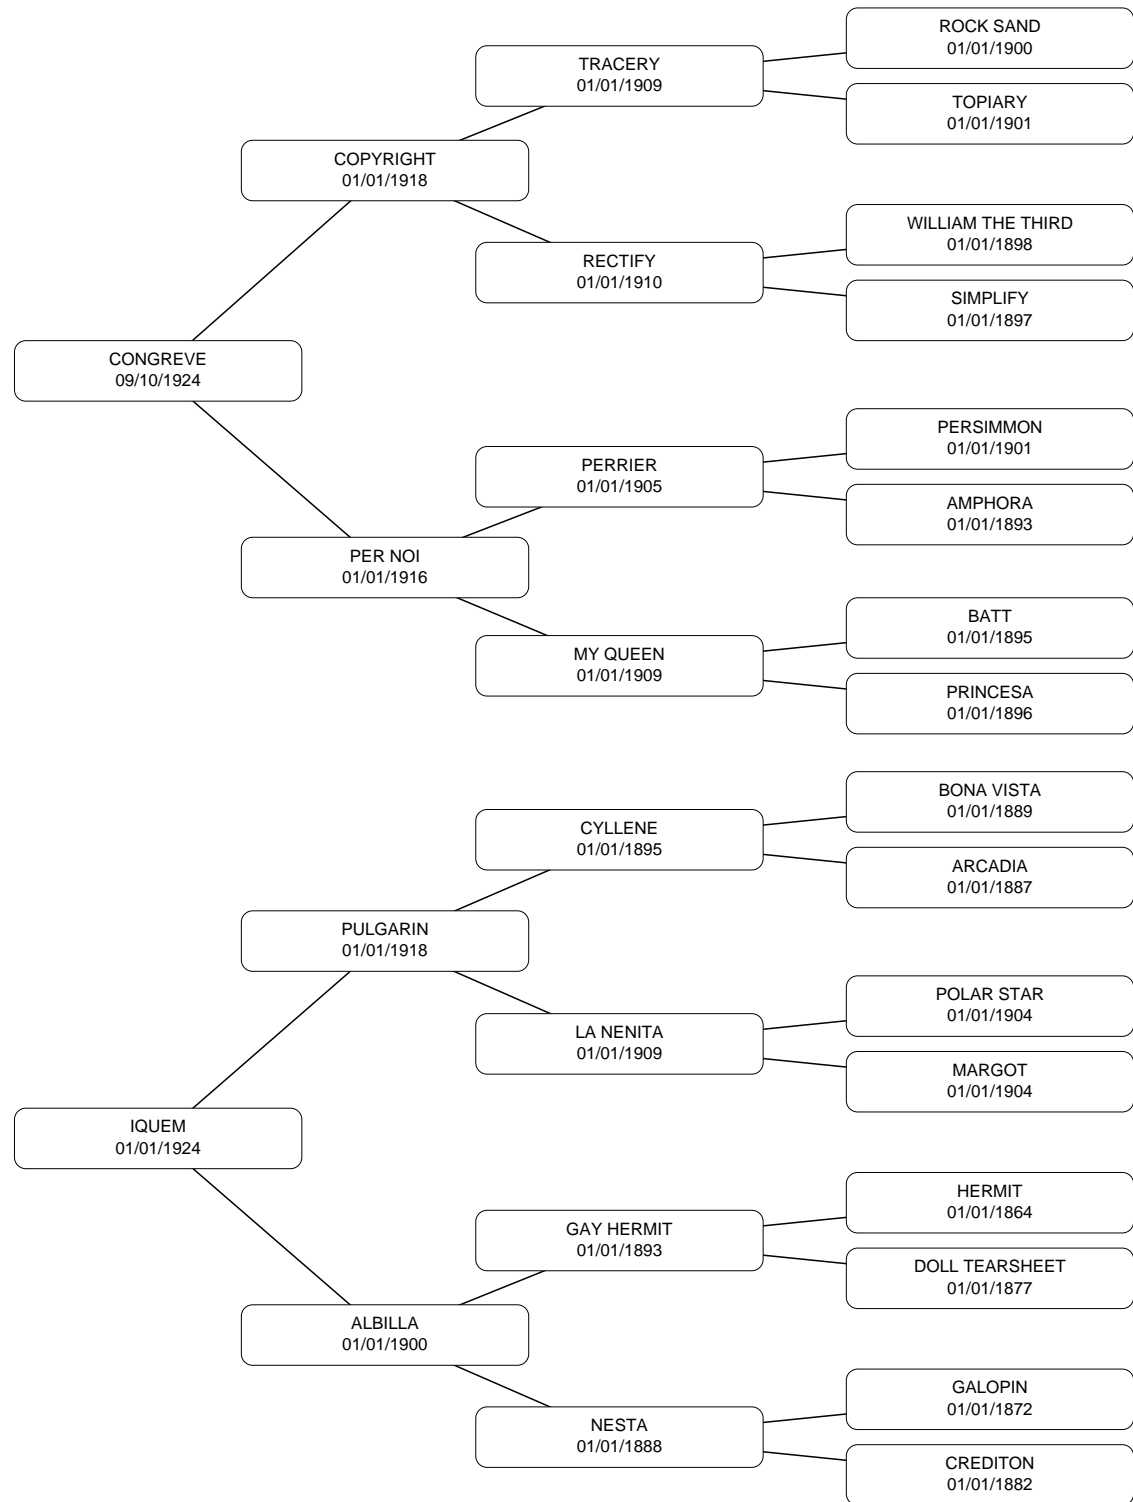 ROCK SAND
01/01/1900
TRACERY
01/01/1909
TOPIARY
01/01/1901
COPYRIGHT
01/01/1918
WILLIAM THE THIRD
01/01/1898
RECTIFY
01/01/1910
SIMPLIFY
01/01/1897
CONGREVE
09/10/1924
PERSIMMON
01/01/1901
PERRIER
01/01/1905
AMPHORA
01/01/1893
PER NOI
01/01/1916
BATT
01/01/1895
MY QUEEN
01/01/1909
PRINCESA
01/01/1896
BONA VISTA
01/01/1889
CYLLENE
01/01/1895
ARCADIA
01/01/1887
PULGARIN
01/01/1918
POLAR STAR
01/01/1904
LA NENITA
01/01/1909
MARGOT
01/01/1904
IQUEM
01/01/1924
HERMIT
01/01/1864
GAY HERMIT
01/01/1893
DOLL TEARSHEET
01/01/1877
ALBILLA
01/01/1900
GALOPIN
01/01/1872
NESTA
01/01/1888
CREDITON
01/01/1882